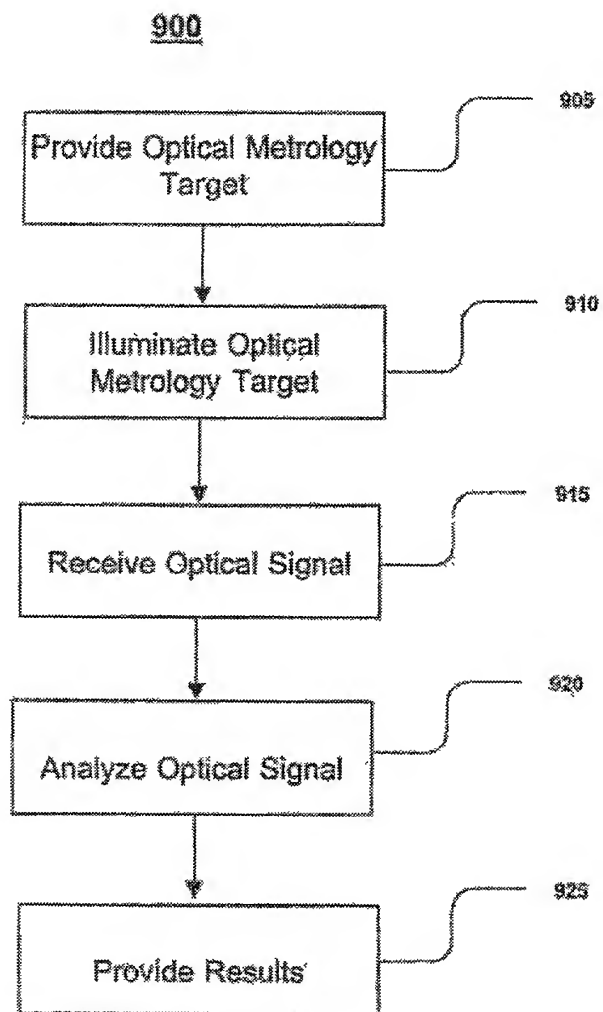 900
905
Provide Optical Metrology
Target
910
Illuminate Optical
Metrology Target
915
Receive Optical Signal
920
Analyze Optical Signal
925
Provide Results